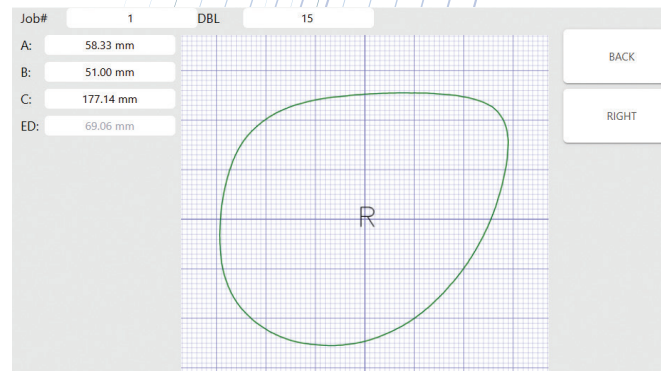 Job# 1 DBL 15
A: 58.33 mm
B: 51.00 mm
C: 177.14 mm
ED: 69.06 mm
R
BACK
RIGHT